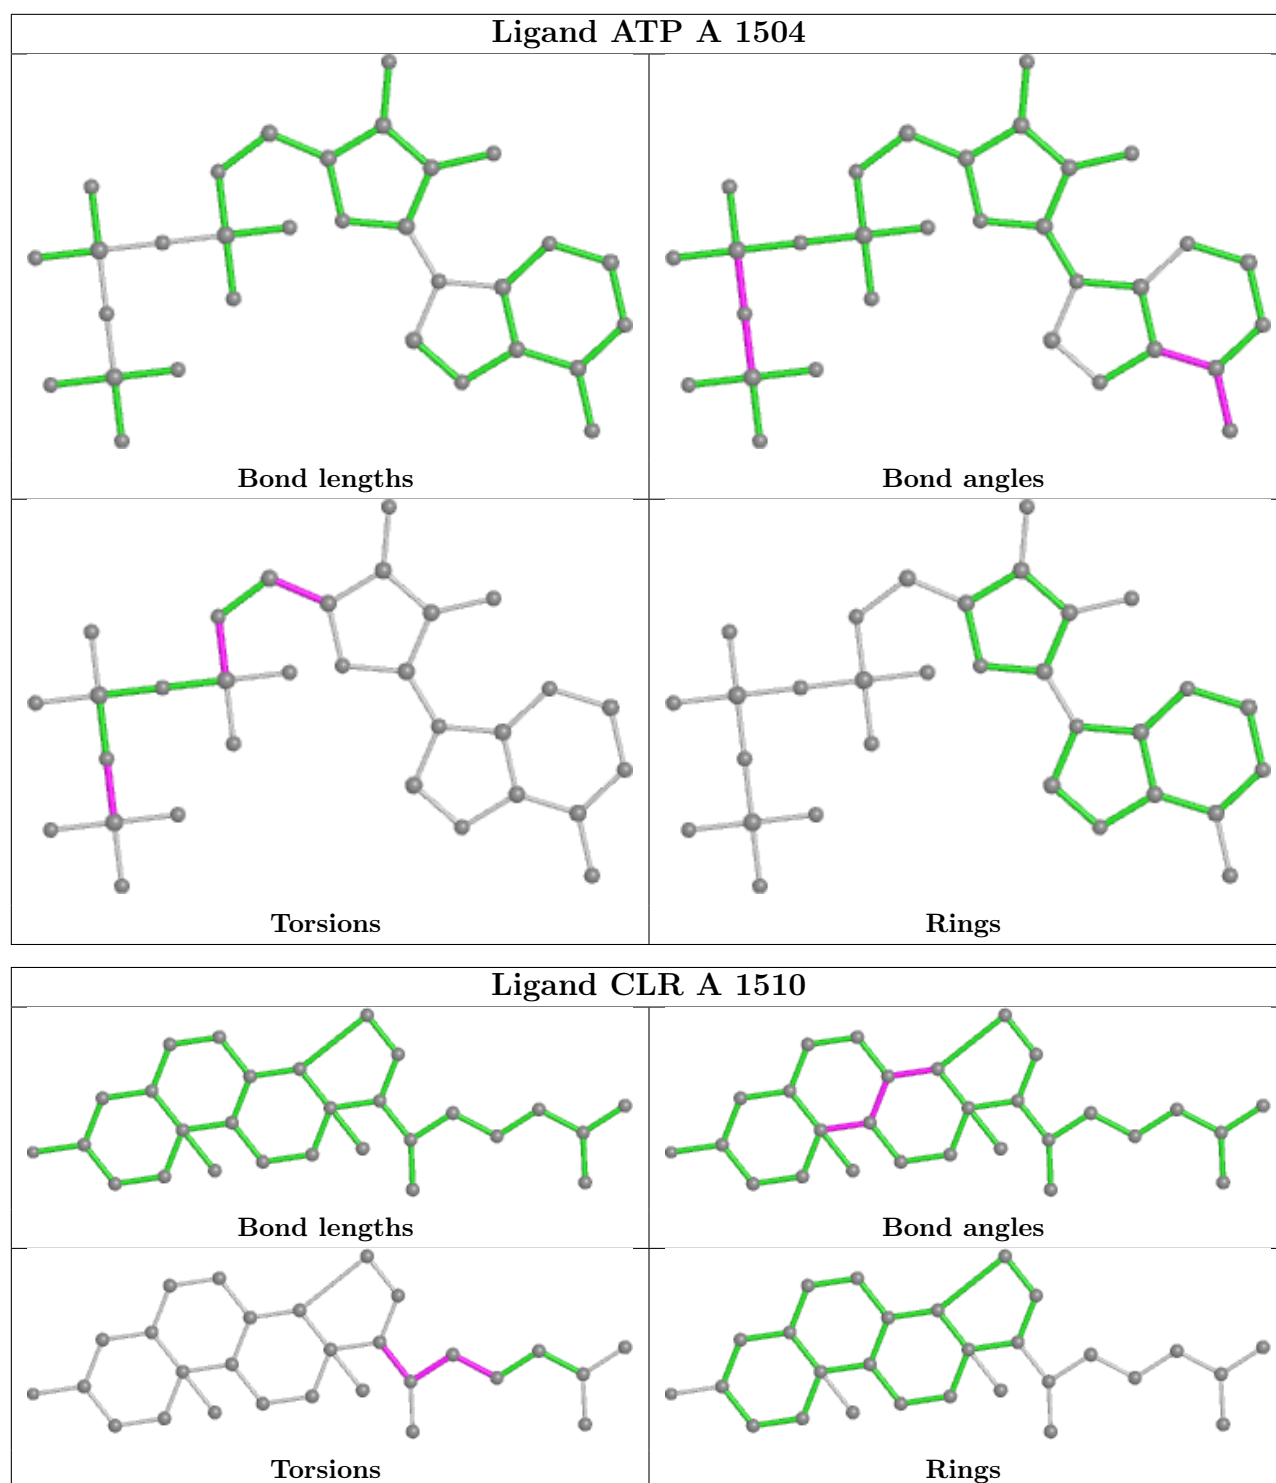 Ligand ATP A 1504
Bond lengths
Bond angles
Torsions
Rings
Ligand CLR A 1510
Bond lengths
Bond angles
Torsions
Rings